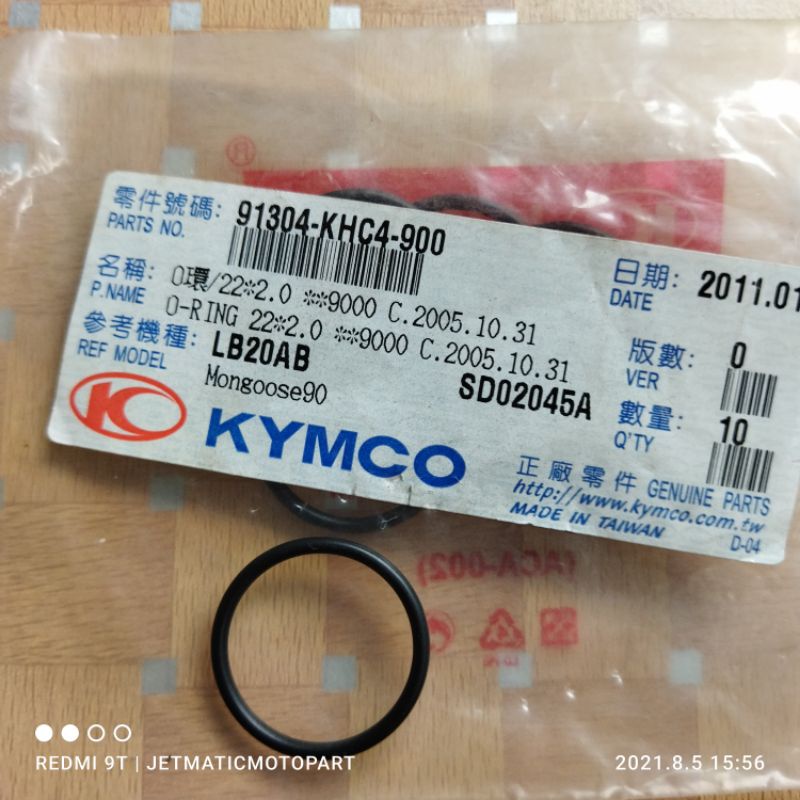 零件號碼: 91304-KHC4-900
PARTS NO.
名稱: O環/22*2.0 **9000 C.2005.10.31
P.NAME O-RING 22*2.0 **9000 C.2005.10.31
參考機種: LB20AB SD02045A
REF MODEL Mongoose90
日期: 2011.01
DATE
版數: 0
VER
數量: 10
Q'TY
KYMCO
正廠零件 GENUINE PARTS
http://www.kymco.com.tw
MADE IN TAIWAN
D-04
(ACA-002)
REDMI 9T | JETMATICMOTOPART
2021.8.5 15:56